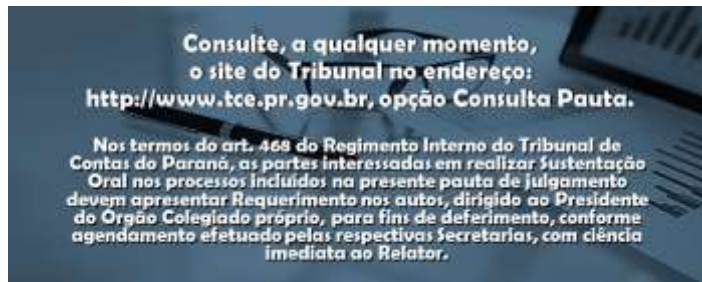 Consulte, a qualquer momento,
o site do Tribunal no endereço:
http://www.tce.pr.gov.br, opção Consulta Pauta.
Nos termos do art. 468 do Regimento Interno do Tribunal de
Contas do Paraná, as partes interessadas em realizar Sustentação
Oral nos processos incluídos na presente pauta de julgamento
devem apresentar Requerimento nos autos, dirigido ao Presidente
do Órgão Colegiado próprio, para fins de deferimento, conforme
agendamento efetuado pelas respectivas Secretarias, com ciência
imediata ao Relator.